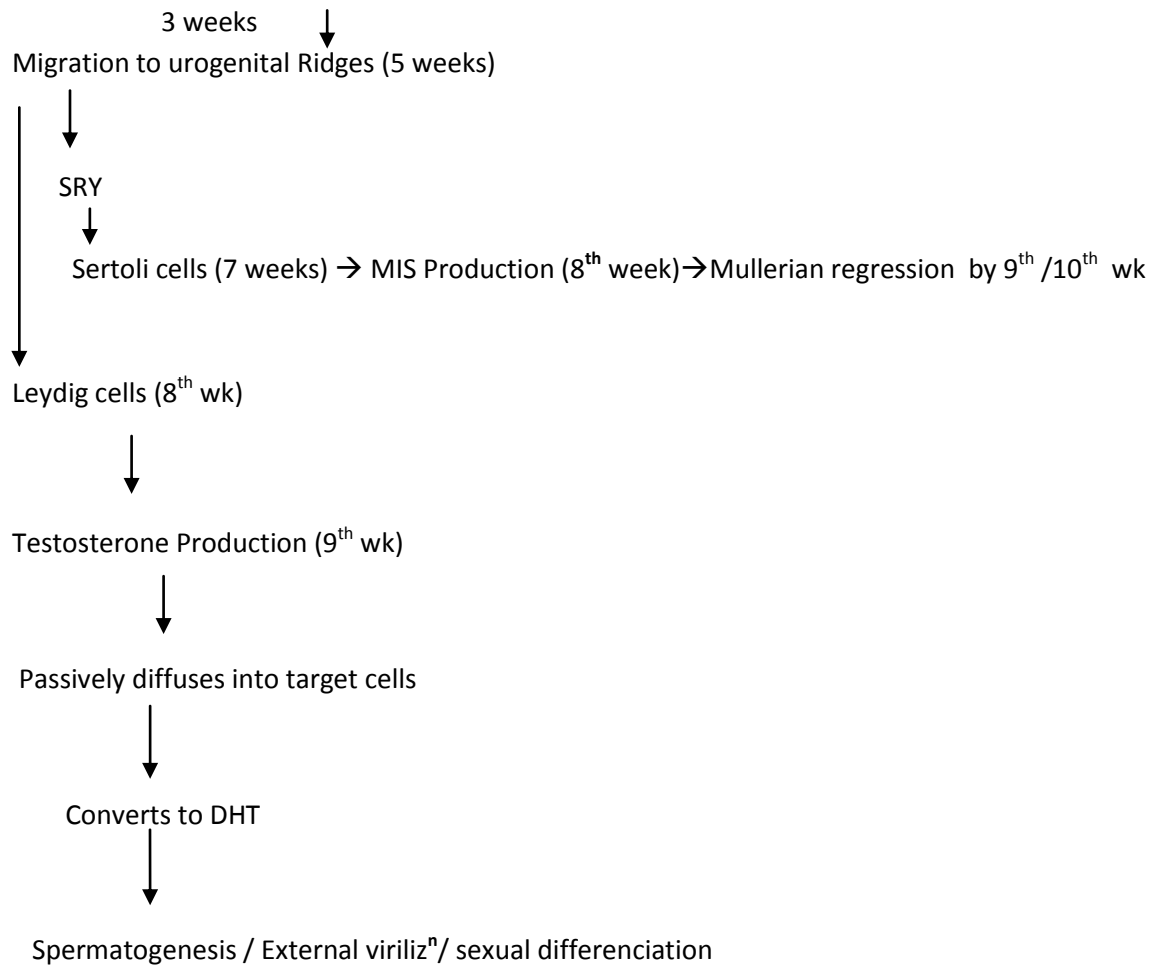 3 weeks
Migration to urogenital Ridges (5 weeks)
SRY
Sertoli cells (7 weeks) → MIS Production (8th week)→Mullerian regression by 9th /10th wk
Leydig cells (8th wk)
Testosterone Production (9th wk)
Passively diffuses into target cells
Converts to DHT
Spermatogenesis / External virilizn/ sexual differenciation